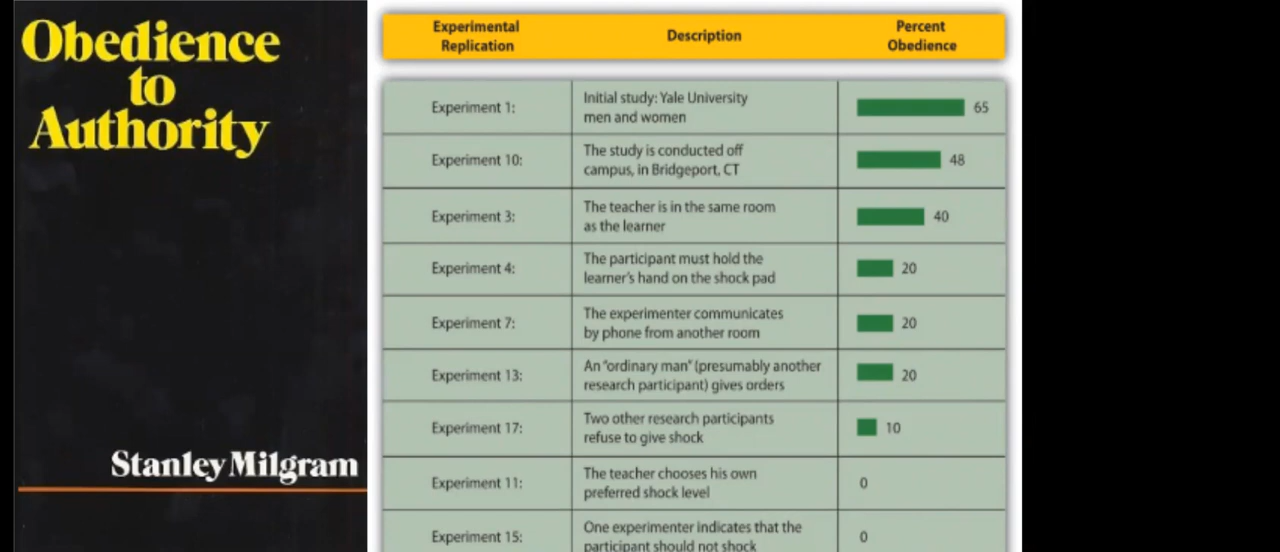 Obedience
to
Authority
Stanley Milgram
Experimental
Replication
Description
Percent
Obedience
Experiment 1:
Initial study: Yale University
men and women
65
Experiment 10:
The study is conducted off
campus, in Bridgeport, CT
48
Experiment 3:
The teacher is in the same room
as the learner
40
Experiment 4:
The participant must hold the
learner's hand on the shock pad
20
Experiment 7:
The experimenter communicates
by phone from another room
20
Experiment 13:
An "ordinary man" (presumably another
research participant) gives orders
20
Experiment 17:
Two other research participants
refuse to give shock
10
Experiment 11:
The teacher chooses his own
preferred shock level
0
Experiment 15:
One experimenter indicates that the
participant should not shock
0